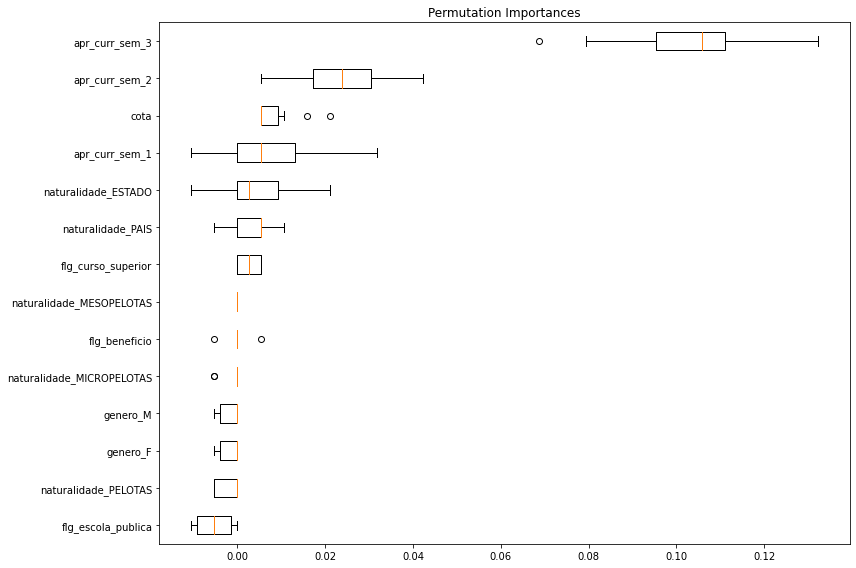 Permutation Importances
apr_curr_sem_3
apr_curr_sem_2
cota
apr_curr_sem_1
naturalidade_ESTADO
naturalidade_PAIS
flg_curso_superior
naturalidade_MESOPELOTAS
flg_beneficio
naturalidade_MICROPELOTAS
genero_M
genero_F
naturalidade_PELOTAS
flg_escola_publica
0.00 0.02 0.04 0.06 0.08 0.10 0.12